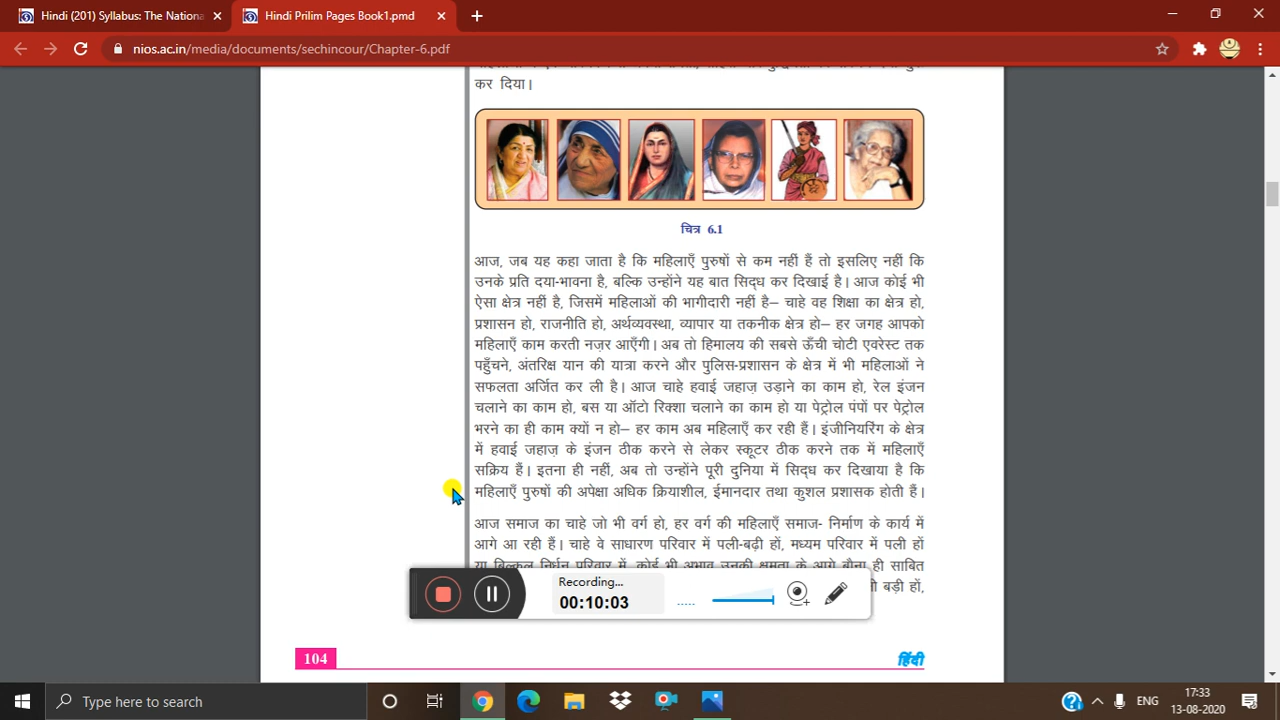 Hindi (201) Syllabus: The Nationa
Hindi Prilim Pages Book1.pmd
nios.ac.in/media/documents/sechincour/Chapter-6.pdf
कर दिया।
चित्र 6.1
आज, जब यह कहा जाता है कि महिलाएँ पुरुषों से कम नहीं हैं तो इसलिए नहीं कि
उनके प्रति दया-भावना है, बल्कि उन्होंने यह बात सिद्ध कर दिखाई है। आज कोई भी
ऐसा क्षेत्र नहीं है, जिसमें महिलाओं की भागीदारी नहीं है– चाहे वह शिक्षा का क्षेत्र हो,
प्रशासन हो, राजनीति हो, अर्थव्यवस्था, व्यापार या तकनीक क्षेत्र हो– हर जगह आपको
महिलाएँ काम करती नज़र आएँगी। अब तो हिमालय की सबसे ऊँची चोटी एवरेस्ट तक
पहुँचने, अंतरिक्ष यान की यात्रा करने और पुलिस-प्रशासन के क्षेत्र में भी महिलाओं ने
सफलता अर्जित कर ली है। आज चाहे हवाई जहाज़ उड़ाने का काम हो, रेल इंजन
चलाने का काम हो, बस या ऑटो रिक्शा चलाने का काम हो या पेट्रोल पंपों पर पेट्रोल
भरने का ही काम क्यों न हो– हर काम अब महिलाएँ कर रही हैं। इंजीनियरिंग के क्षेत्र
में हवाई जहाज़ के इंजन ठीक करने से लेकर स्कूटर ठीक करने तक में महिलाएँ
सक्रिय हैं। इतना ही नहीं, अब तो उन्होंने पूरी दुनिया में सिद्ध कर दिखाया है कि
महिलाएँ पुरुषों की अपेक्षा अधिक क्रियाशील, ईमानदार तथा कुशल प्रशासक होती हैं।
आज समाज का चाहे जो भी वर्ग हो, हर वर्ग की महिलाएँ समाज- निर्माण के कार्य में
आगे आ रही हैं। चाहे वे साधारण परिवार में पली-बढ़ी हों, मध्यम परिवार में पली हों
या बिल्कुल निर्धन परिवार में, कोई भी अभाव उनकी क्षमता के आगे बौना ही साबित
बड़ी हों,
Recording...
00:10:03
104
हिंदी
Type here to search
ENG
17:33
13-08-2020